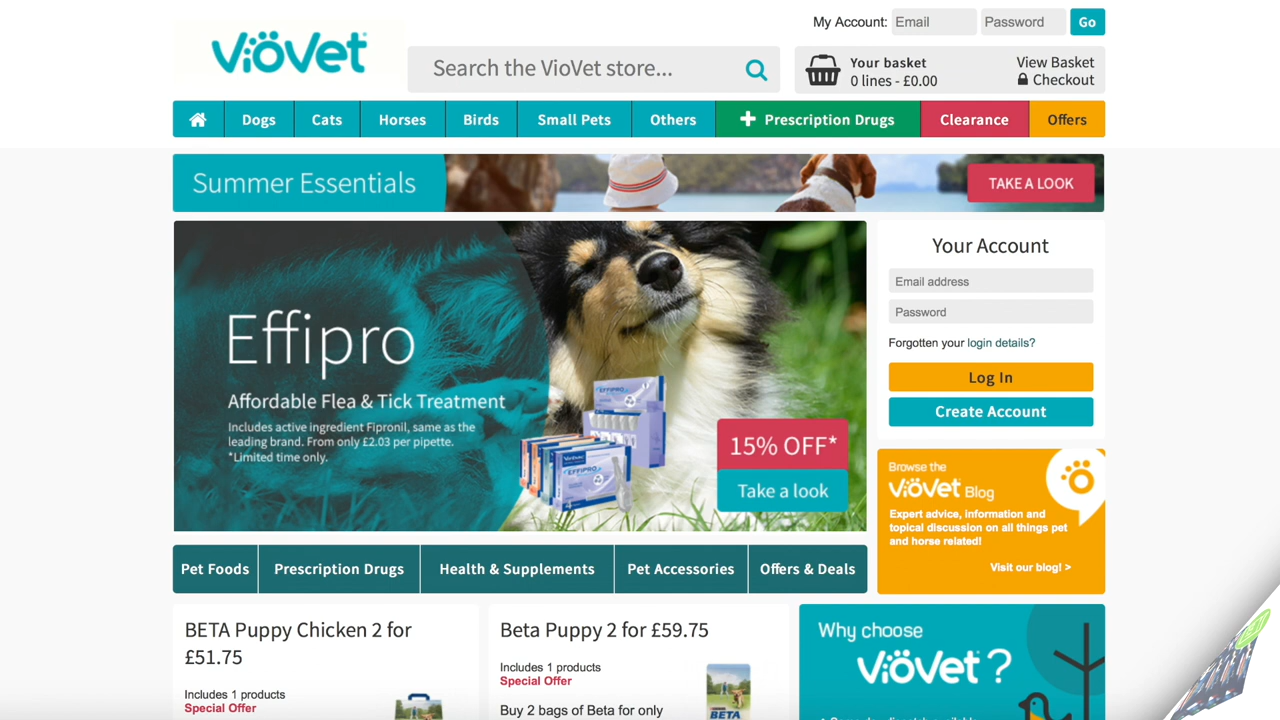 My Account: Email Password Go
ViöVet
Search the VioVet store...
Your basket
0 lines - £0.00
View Basket
Checkout
Dogs Cats Horses Birds Small Pets Others Prescription Drugs Clearance Offers
Summer Essentials
TAKE A LOOK
Effipro
Affordable Flea & Tick Treatment
Includes active ingredient Fipronil, same as the
leading brand. From only £2.03 per pipette.
*Limited time only.
EFFIPRO
Virbac
EFFIPRO
15% OFF*
Take a look
Your Account
Email address
Password
Forgotten your login details?
Log In
Create Account
Browse the
ViöVet Blog
Expert advice, information and
topical discussion on all things pet
and horse related!
Visit our blog! >
Pet Foods Prescription Drugs Health & Supplements Pet Accessories Offers & Deals
BETA Puppy Chicken 2 for
£51.75
Includes 1 products
Special Offer
Beta Puppy 2 for £59.75
Includes 1 products
Special Offer
Buy 2 bags of Beta for only
BETA
Why choose
ViöVet ?